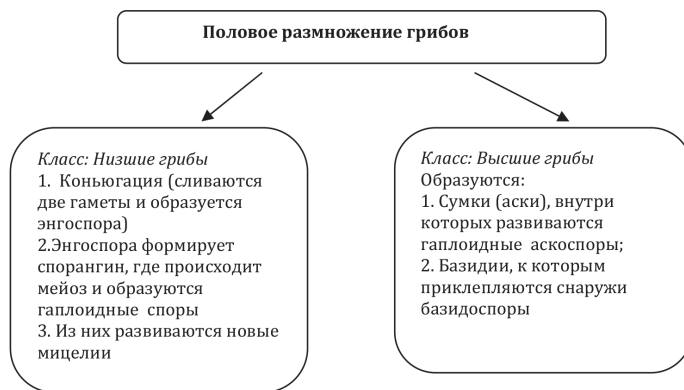 Половое размножение грибов
Класс: Низшие грибы
1. Коньюгация (сливаются
две гаметы и образуется
энгоспора)
2.Энгоспора формирует
спорангин, где происходит
мейоз и образуются
гаплоидные споры
3. Из них развиваются новые
мицелии
Класс: Высшие грибы
Образуются:
1. Сумки (аски), внутри
которых развиваются
гаплоидные аскоспоры;
2. Базидии, к которым
приклепляются снаружи
базидоспоры